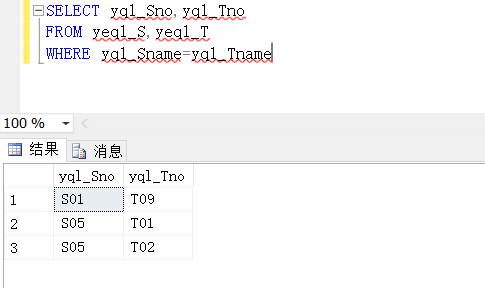 SELECT yql_Sno,yql_Tno
FROM yeql_S,yeql_T
WHERE yql_Sname=yql_Tname
100 %
结果 消息
yql_Sno yql_Tno
1 S01 T09
2 S05 T01
3 S05 T02